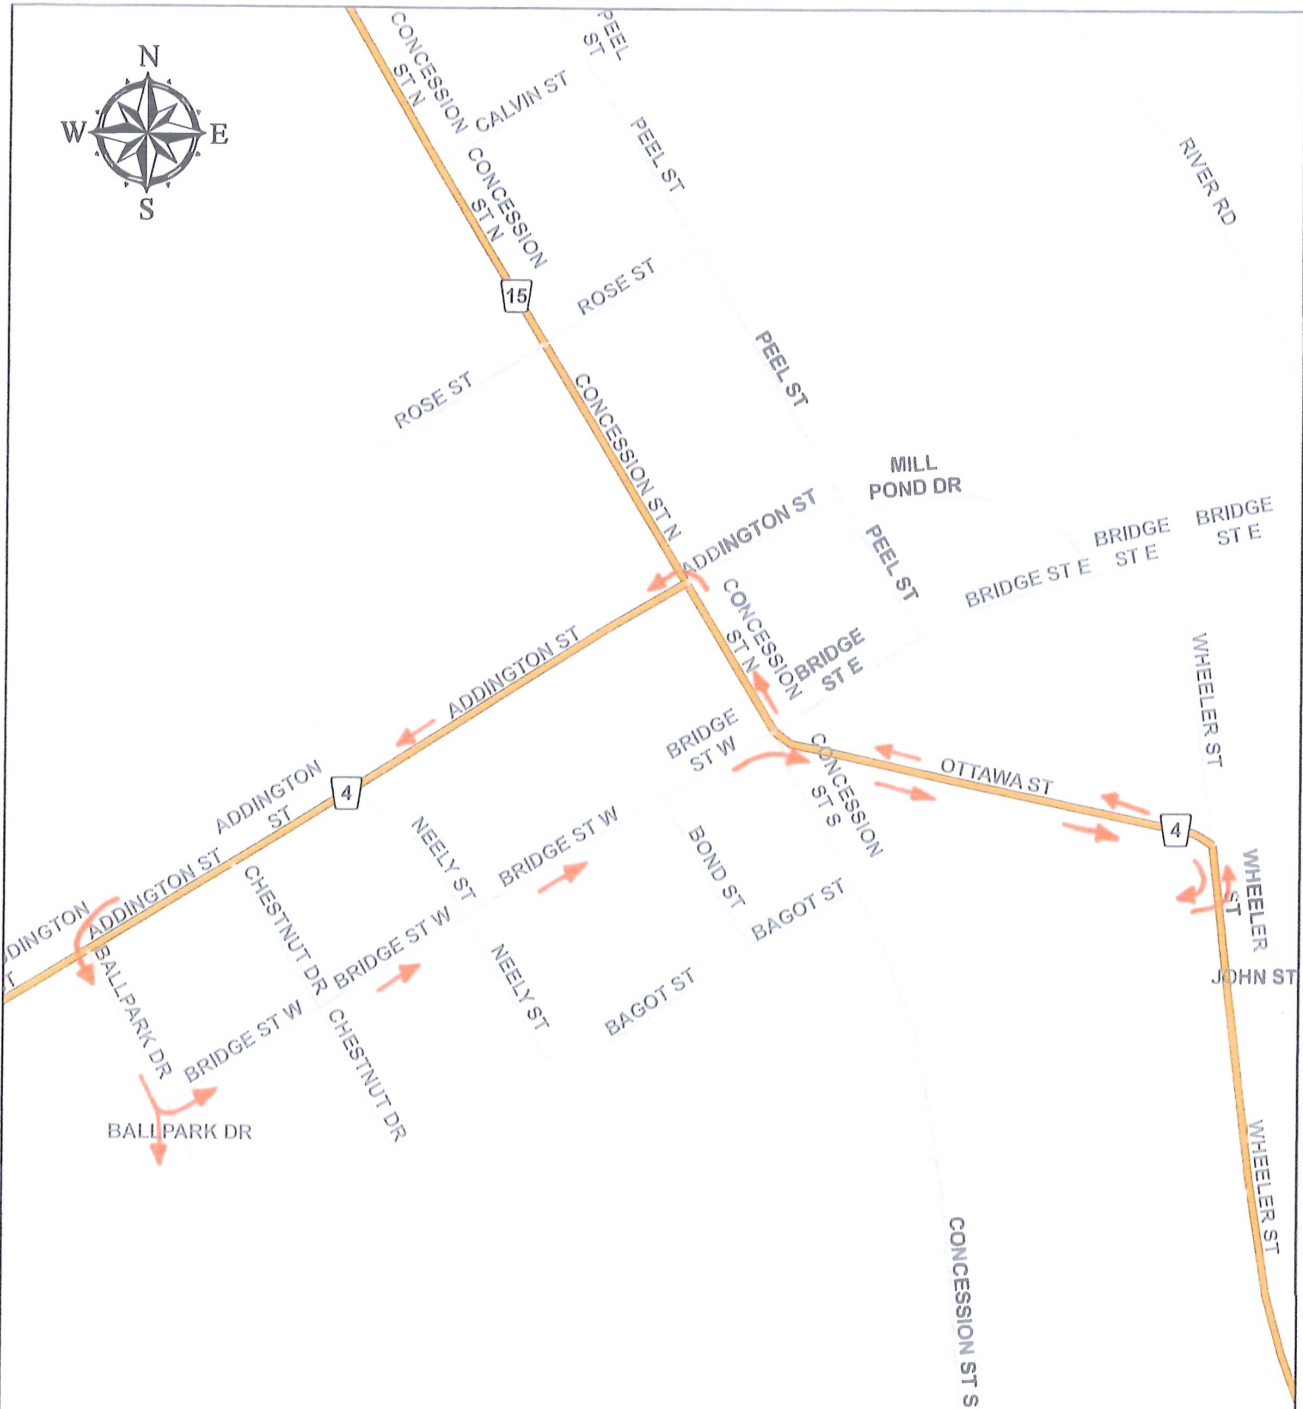 N
W E
S
CONCESSION
ST N
CALVIN ST
PEEL
ST
PEEL ST
RIVER RD
CONCESSION
ST N
15
ROSE ST
ROSE ST
PEEL ST
CONCESSION ST N
MILL
POND DR
ADDINGTON ST
PEEL ST
BRIDGE
ST E
BRIDGE
ST E
BRIDGE ST E
CONCESSION
ST N
BRIDGE
ST E
WHEELER ST
ADDINGTON ST
BRIDGE
ST W
CONCESSION
ST S
OTTAWA ST
4
ADDINGTON
ST
4
NEELY ST
BRIDGE ST W
BOND ST
BAGOT ST
WHEELER
ST
ADDINGTON ST
DDINGTON
T
CHESTNUT DR
BRIDGE ST W
NEELY ST
BAGOT ST
JOHN ST
BALLPARK DR
BRIDGE ST W
CHESTNUT DR
BALLPARK DR
WHEELER ST
CONCESSION ST S